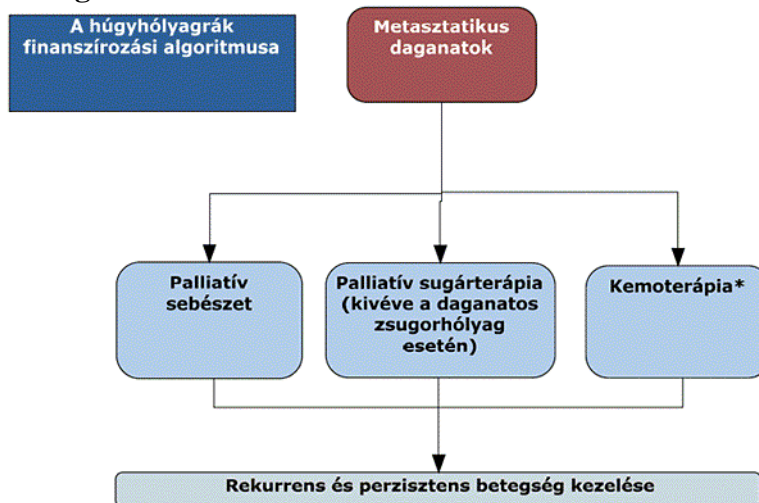 A húgyhólyagrák
finanszírozási algoritmusa
Metasztatikus
daganatok
Palliatív
sebészet
Palliatív sugárterápia
(kivéve a daganatos
zsugorhólyag
esetén)
Kemoterápia*
Rekurrens és perzisztens betegség kezelése